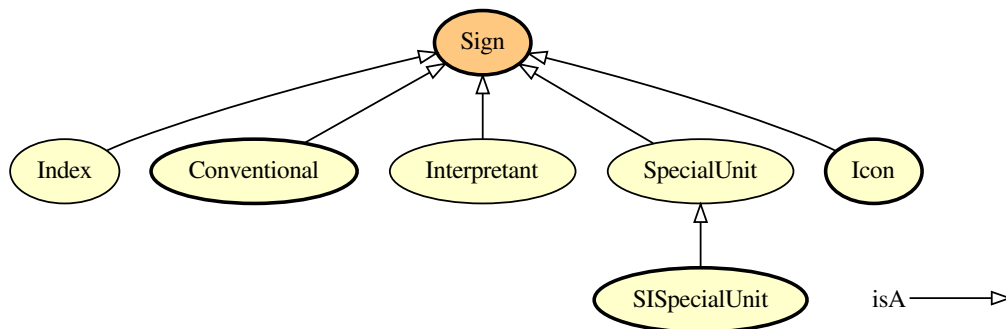 Sign
Index
Conventional
Interpretant
SpecialUnit
Icon
SISpecialUnit
isA